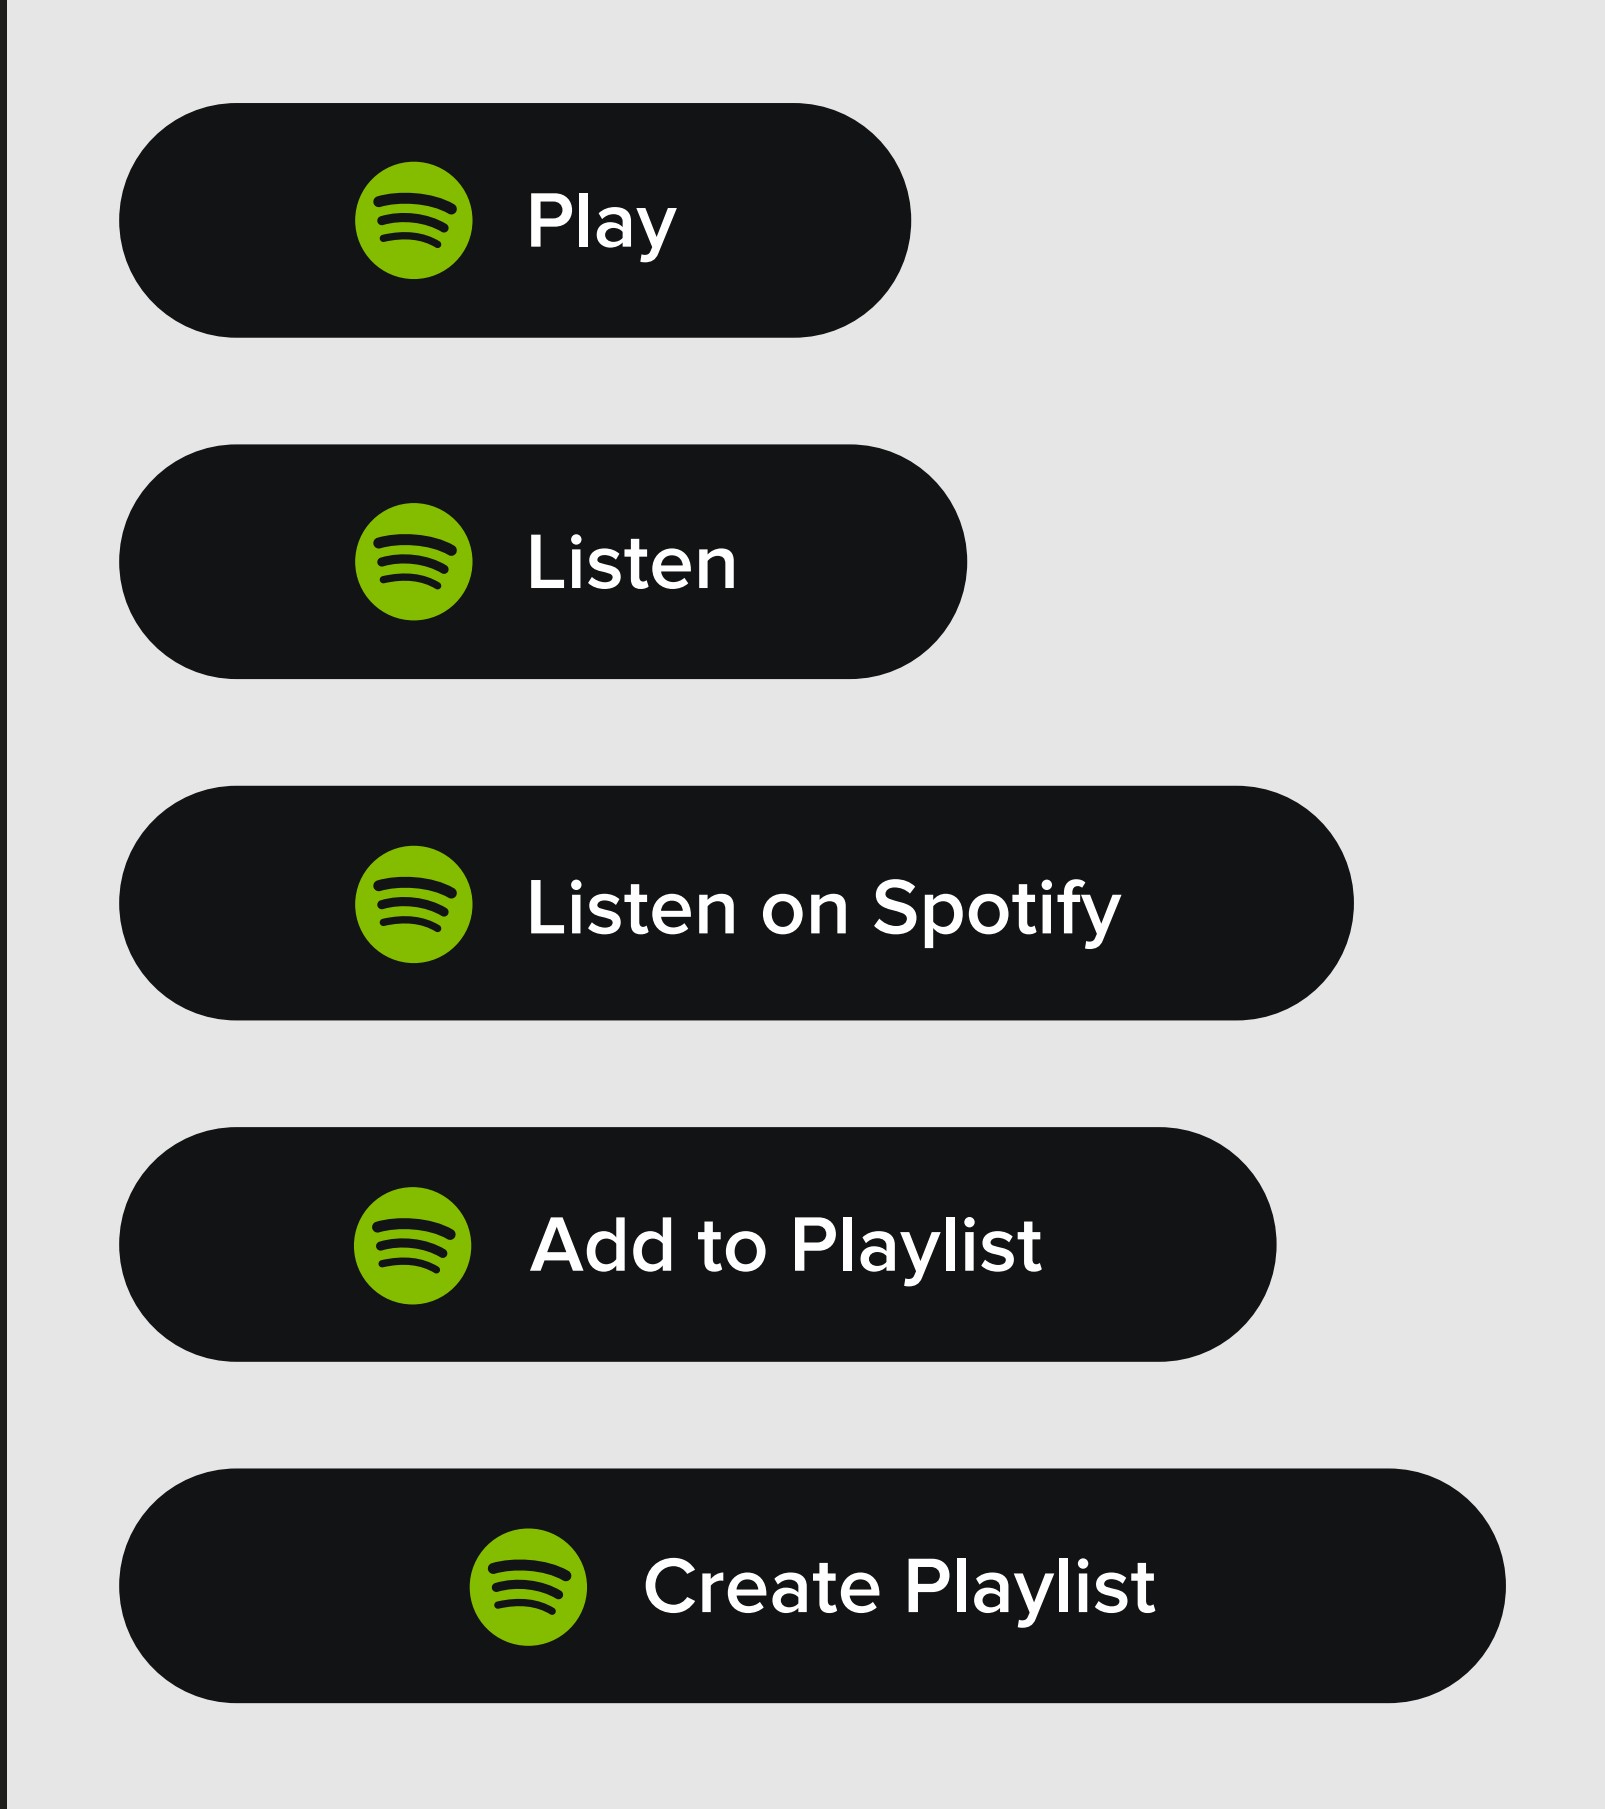 Play
Listen
Listen on Spotify
Add to Playlist
Create Playlist